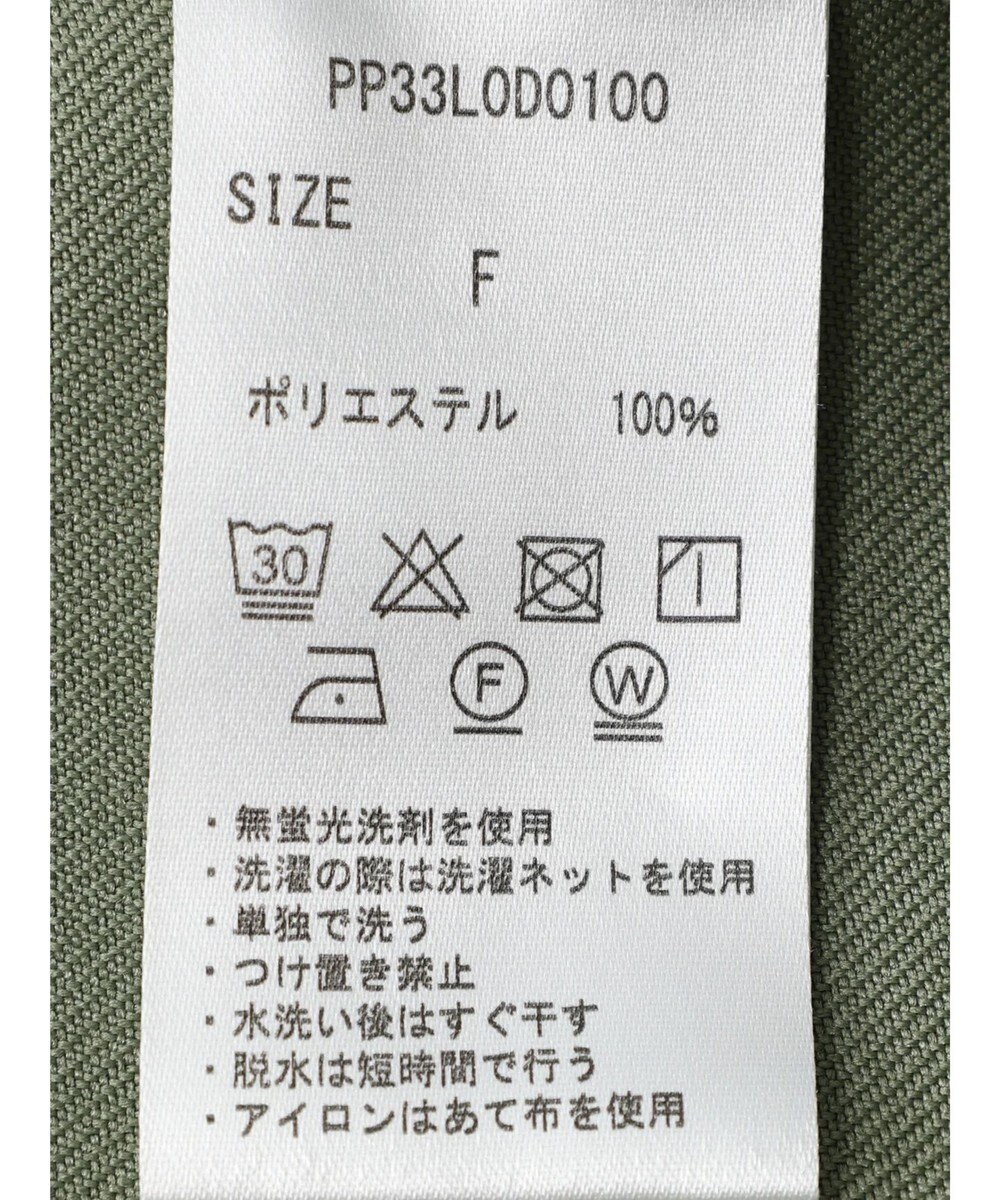 PP33L0D0100
SIZE
F
ポリエステル 100%
30
F W
・無蛍光洗剤を使用
・洗濯の際は洗濯ネットを使用
・単独で洗う
・つけ置き禁止
・水洗い後はすぐ干す
・脱水は短時間で行う
・アイロンはあて布を使用